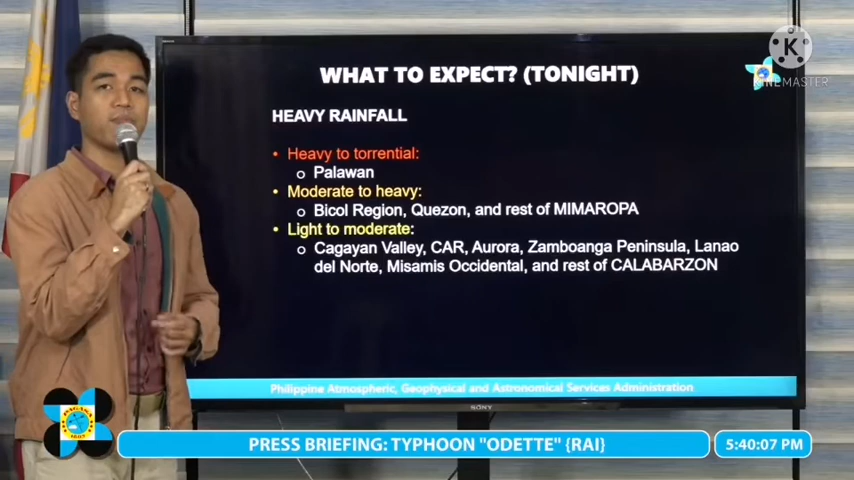 KINEMASTER
WHAT TO EXPECT? (TONIGHT)
HEAVY RAINFALL
• Heavy to torrential:
o Palawan
• Moderate to heavy:
o Bicol Region, Quezon, and rest of MIMAROPA
• Light to moderate:
o Cagayan Valley, CAR, Aurora, Zamboanga Peninsula, Lanao
del Norte, Misamis Occidental, and rest of CALABARZON
Philippine Atmospheric, Geophysical and Astronomical Services Administration
SONY
PAGASA
PRESS BRIEFING: TYPHOON "ODETTE" {RAI}
5:40:07 PM